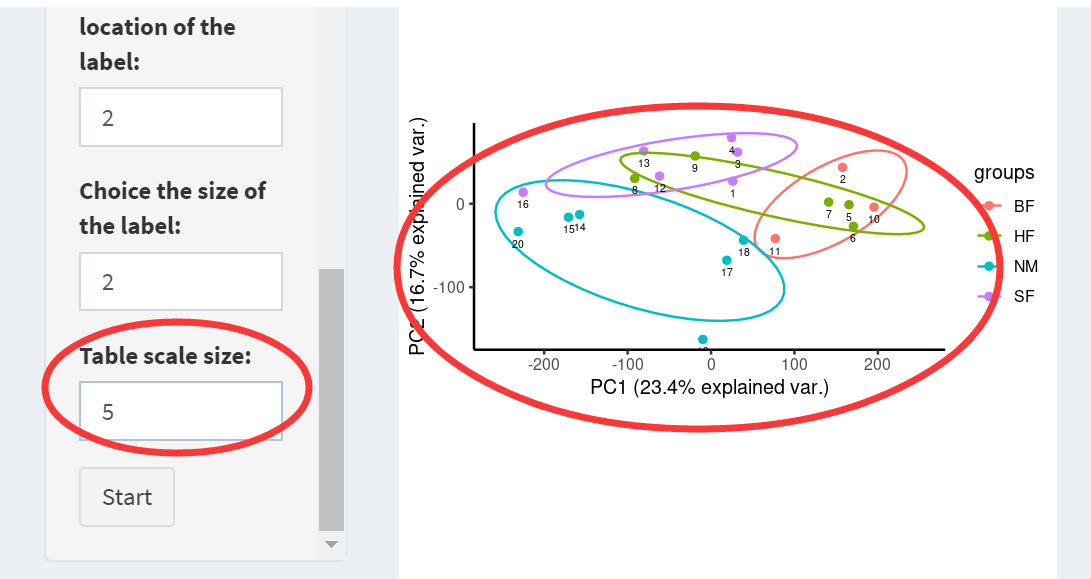 location of the
label:
2
Choice the size of
the label:
2
Table scale size:
5
Start
PC2 (16.7% explained var.)
0
-100
4
3
13
9
2
8
12
1
16
7
5
10
15
14
6
20
11
18
17
-200
-100
0
100
200
PC1 (23.4% explained var.)
groups
BF
HF
NM
SF